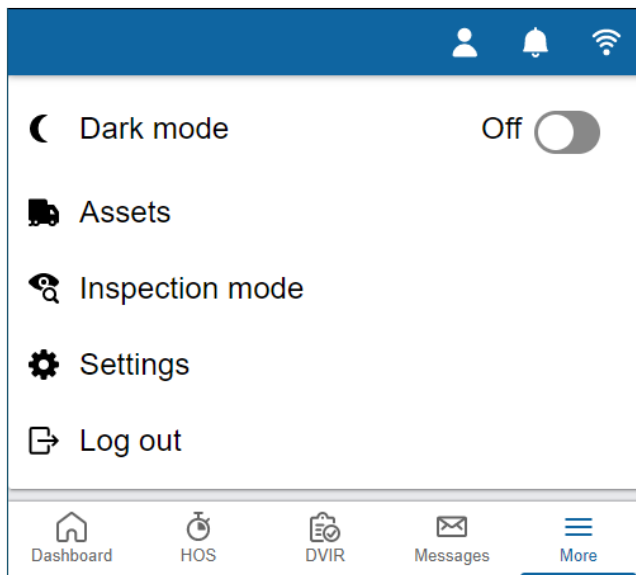 Dark mode Off
Assets
Inspection mode
Settings
Log out
Dashboard HOS DVIR Messages More